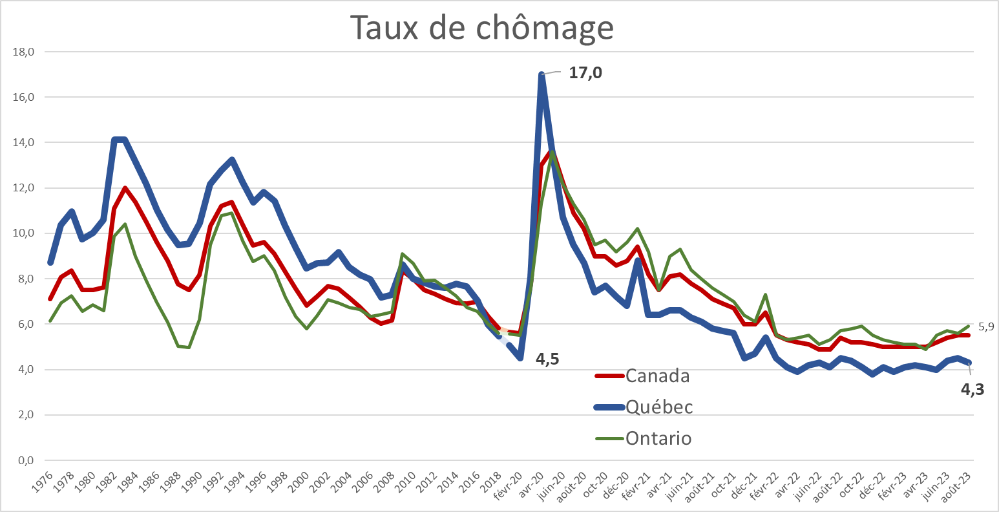 Taux de chômage
18,0
16,0
14,0
12,0
10,0
8,0
6,0
4,0
2,0
0,0
17,0
4,5
5,9
4,3
Canada
Québec
Ontario
1976
1978
1980
1982
1984
1986
1988
1990
1992
1994
1996
1998
2000
2002
2004
2006
2008
2010
2012
2014
2016
2018
févr-20
avr-20
juin-20
août-20
oct-20
déc-20
févr-21
avr-21
juin-21
août-21
oct-21
déc-21
févr-22
avr-22
juin-22
août-22
oct-22
déc-22
févr-23
avr-23
juin-23
août-23